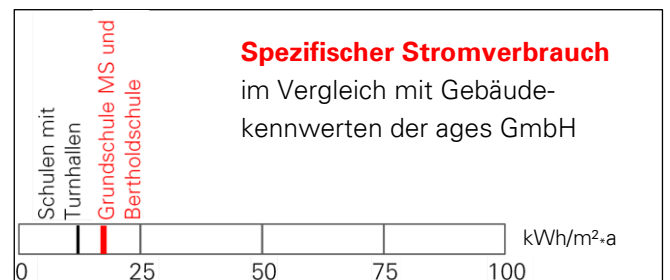 Spezifischer Stromverbrauch
im Vergleich mit Gebäude-
kennwerten der ages GmbH
Schulen mit
Turnhallen
Grundschule MS und
Bertholdschule
kWh/m²*a
0 25 50 75 100